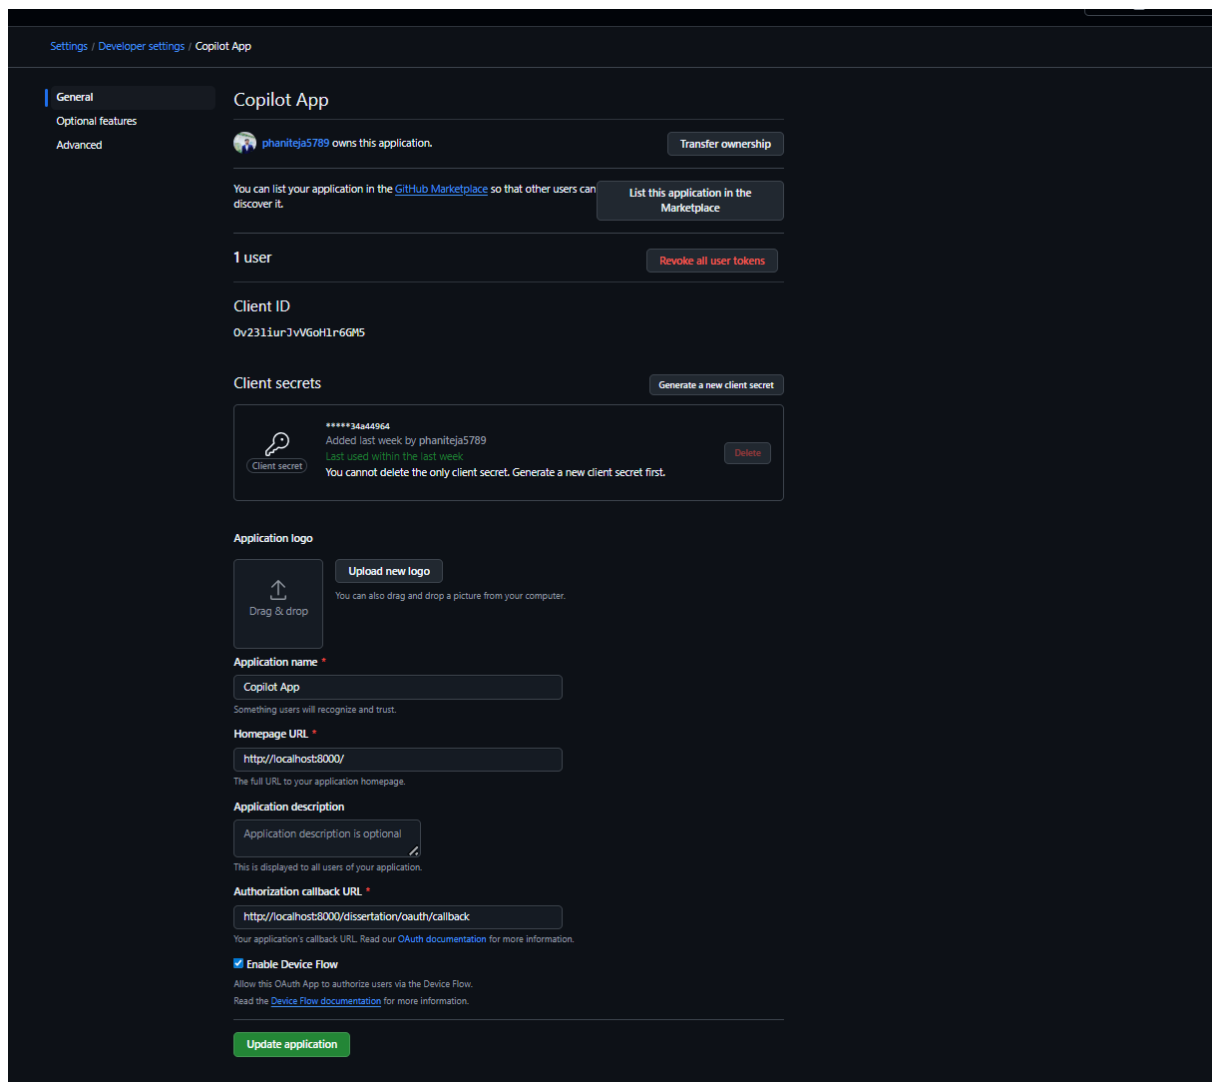 Settings / Developer settings / Copilot App
General
Optional features
Advanced
Copilot App
phaniteja5789 owns this application.
Transfer ownership
You can list your application in the GitHub Marketplace so that other users can
discover it.
List this application in the
Marketplace
1 user
Revoke all user tokens
Client ID
Ov23liurJvVGoHlr6GM5
Client secrets
Generate a new client secret
*****34a44964
Added last week by phaniteja5789
Last used within the last week
You cannot delete the only client secret. Generate a new client secret first.
Client secret
Delete
Application logo
Drag & drop
Upload new logo
You can also drag and drop a picture from your computer.
Application name *
Copilot App
Something users will recognize and trust.
Homepage URL *
http://localhost:8000/
The full URL to your application homepage.
Application description
Application description is optional
This is displayed to all users of your application.
Authorization callback URL *
http://localhost:8000/dissertation/oauth/callback
Your application's callback URL. Read our OAuth documentation for more information.
Enable Device Flow
Allow this OAuth App to authorize users via the Device Flow.
Read the Device Flow documentation for more information.
Update application